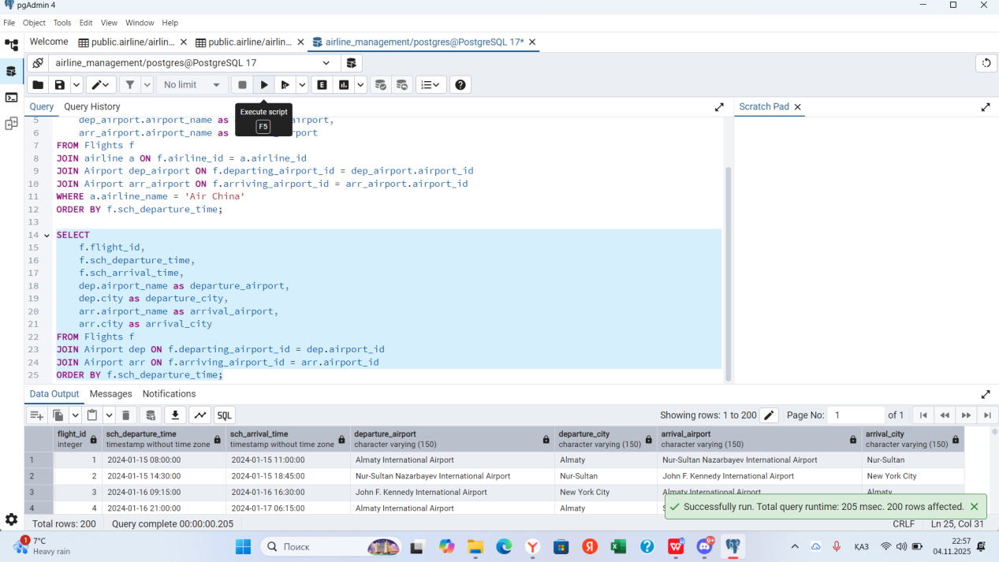 pgAdmin 4
File Object Tools Edit View Window Help
Welcome public.airline/airlin... public.airline/airlin... airline_management/postgres@PostgreSQL 17*
airline_management/postgres@PostgreSQL 17
No limit
Query Query History
Scratch Pad
Execute script
F5
5 dep_airport.airport_name as airport,
6 arr_airport.airport_name as port
7 FROM Flights f
8 JOIN airline a ON f.airline_id = a.airline_id
9 JOIN Airport dep_airport ON f.departing_airport_id = dep_airport.airport_id
10 JOIN Airport arr_airport ON f.arriving_airport_id = arr_airport.airport_id
11 WHERE a.airline_name = 'Air China'
12 ORDER BY f.sch_departure_time;
13
14 SELECT
15 f.flight_id,
16 f.sch_departure_time,
17 f.sch_arrival_time,
18 dep.airport_name as departure_airport,
19 dep.city as departure_city,
20 arr.airport_name as arrival_airport,
21 arr.city as arrival_city
22 FROM Flights f
23 JOIN Airport dep ON f.departing_airport_id = dep.airport_id
24 JOIN Airport arr ON f.arriving_airport_id = arr.airport_id
25 ORDER BY f.sch_departure_time;
Data Output Messages Notifications
SQL Showing rows: 1 to 200 Page No: 1 of 1
flight_id sch_departure_time sch_arrival_time departure_airport departure_city arrival_airport arrival_city
integer timestamp without time zone timestamp without time zone character varying (150) character varying (150) character varying (150) character varying (150)
1 1 2024-01-15 08:00:00 2024-01-15 11:00:00 Almaty International Airport Almaty Nur-Sultan Nazarbayev International Airport Nur-Sultan
2 2 2024-01-15 14:30:00 2024-01-15 18:45:00 Nur-Sultan Nazarbayev International Airport Nur-Sultan John F. Kennedy International Airport New York City
3 3 2024-01-16 09:15:00 2024-01-16 16:30:00 John F. Kennedy International Airport New York City Almaty International Airport Almaty
4 4 2024-01-16 21:00:00 2024-01-17 06:15:00 Almaty International Airport Almaty
Successfully run. Total query runtime: 205 msec. 200 rows affected.
Total rows: 200 Query complete 00:00:00.205 CRLF Ln 25, Col 31
1 7°C
Heavy rain
Поиск
9+
ҚАЗ
22:57
04.11.2025